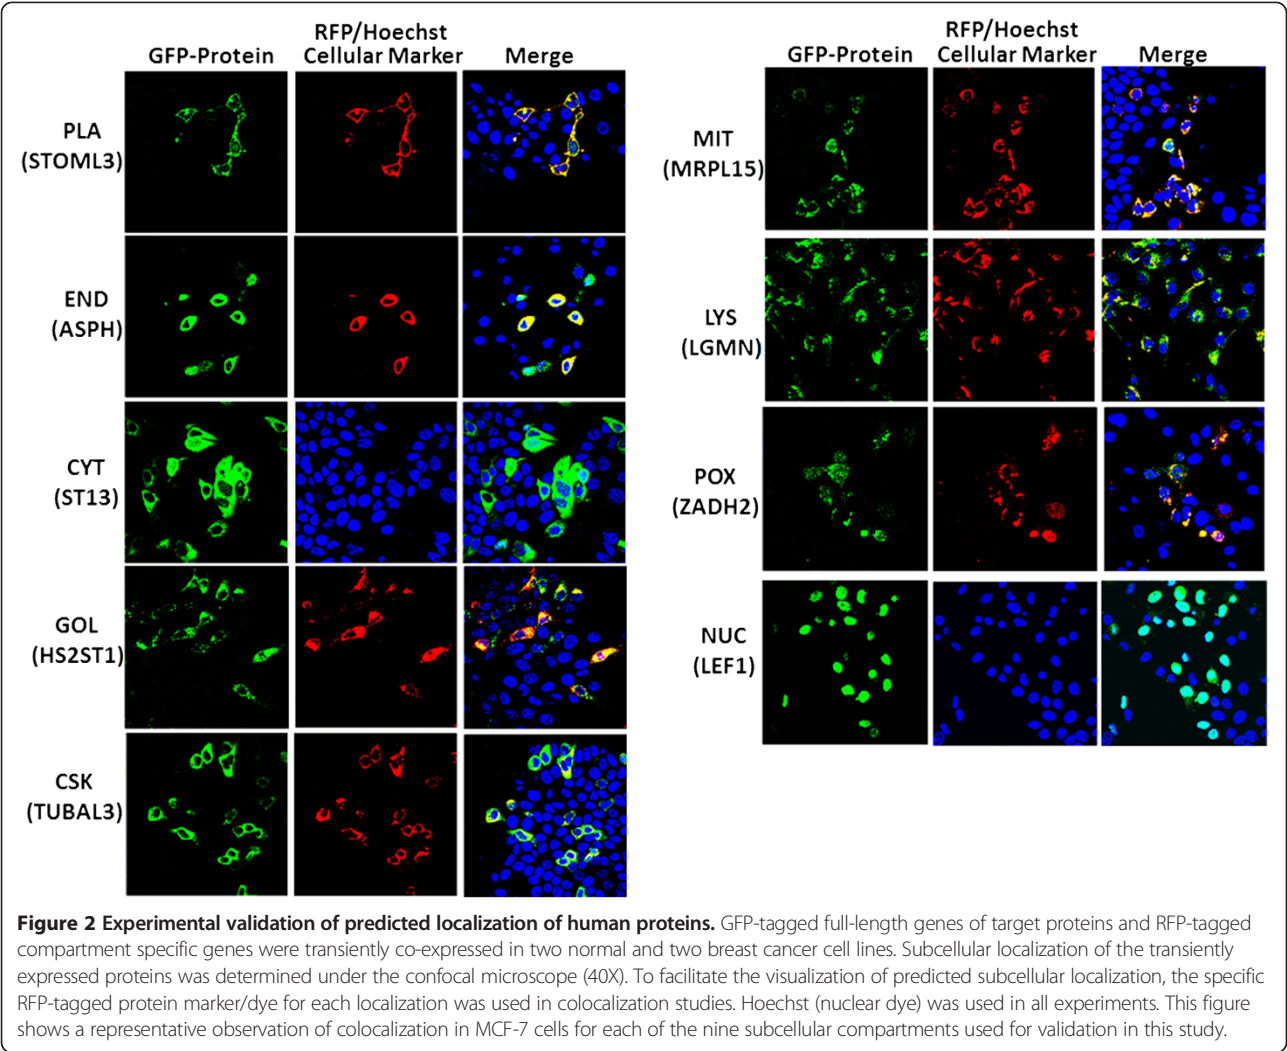 GFP-Protein
RFP/Hoechst
Cellular Marker
Merge
PLA
(STOML3)
END
(ASPH)
CYT
(ST13)
GOL
(HS2ST1)
CSK
(TUBAL3)
GFP-Protein
RFP/Hoechst
Cellular Marker
Merge
MIT
(MRPL15)
LYS
(LGMN)
POX
(ZADH2)
NUC
(LEF1)
Figure 2 Experimental validation of predicted localization of human proteins. GFP-tagged full-length genes of target proteins and RFP-tagged
compartment specific genes were transiently co-expressed in two normal and two breast cancer cell lines. Subcellular localization of the transiently
expressed proteins was determined under the confocal microscope (40X). To facilitate the visualization of predicted subcellular localization, the specific
RFP-tagged protein marker/dye for each localization was used in colocalization studies. Hoechst (nuclear dye) was used in all experiments. This figure
shows a representative observation of colocalization in MCF-7 cells for each of the nine subcellular compartments used for validation in this study.